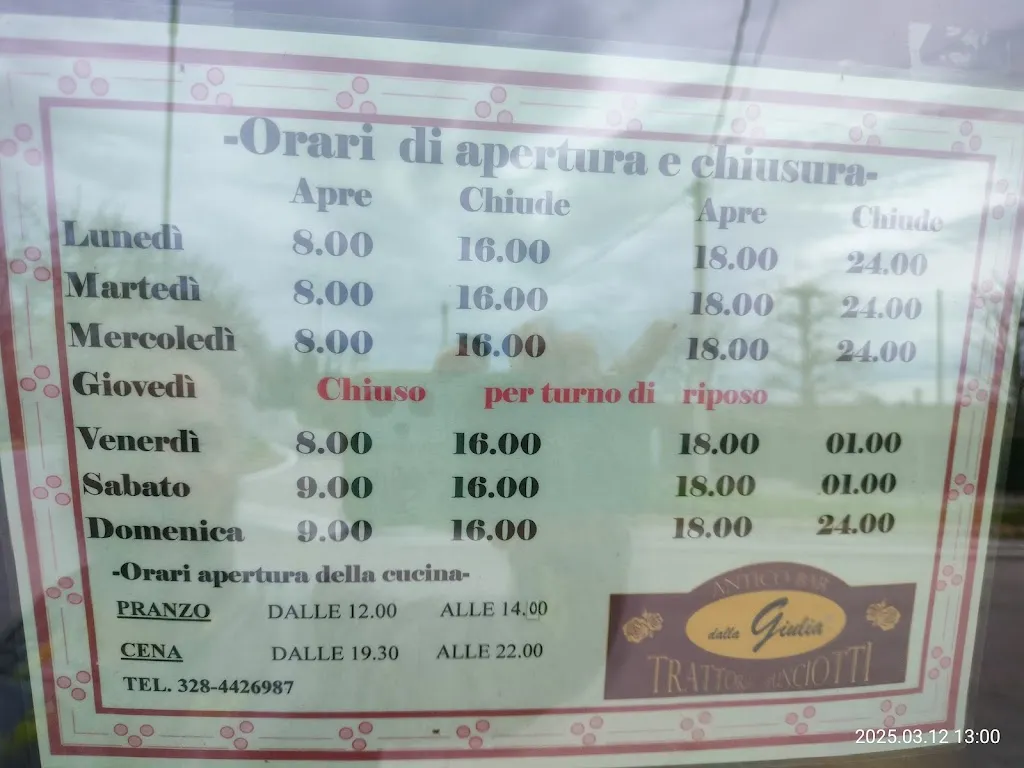 -Orari di apertura e chiusura-
Apre Chiude Apre Chiude
Lunedì 8.00 16.00 18.00 24.00
Martedì 8.00 16.00 18.00 24.00
Mercoledì 8.00 16.00 18.00 24.00
Giovedì Chiuso per turno di riposo
Venerdì 8.00 16.00 18.00 01.00
Sabato 9.00 16.00 18.00 01.00
Domenica 9.00 16.00 18.00 24.00
-Orari apertura della cucina-
PRANZO DALLE 12.00 ALLE 14.00
CENA DALLE 19.30 ALLE 22.00
TEL. 328-4426987
ANTICO BAR
dalla Giulia
2025.03.12 13:00